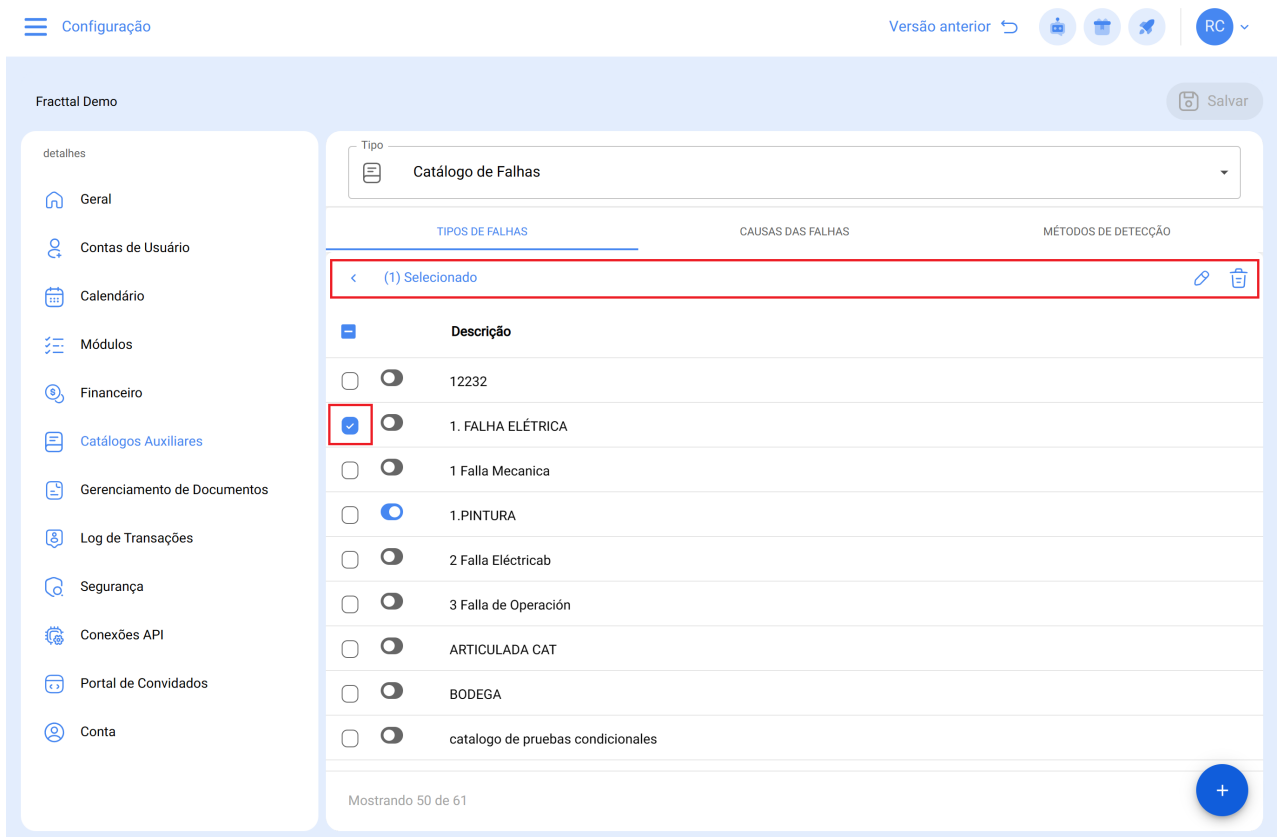 Configuração
Versão anterior
RC
Fracttal Demo
Salvar
detalhes
Geral
Contas de Usuário
Calendário
Módulos
Financeiro
Catálogos Auxiliares
Gerenciamento de Documentos
Log de Transações
Segurança
Conexões API
Portal de Convidados
Conta
Tipo
Catálogo de Falhas
TIPOS DE FALHAS
CAUSAS DAS FALHAS
MÉTODOS DE DETECÇÃO
(1) Selecionado
Descrição
12232
1. FALHA ELÉTRICA
1 Falla Mecanica
1.PINTURA
2 Falla Eléctricab
3 Falla de Operación
ARTICULADA CAT
BODEGA
catalogo de pruebas condicionales
Mostrando 50 de 61